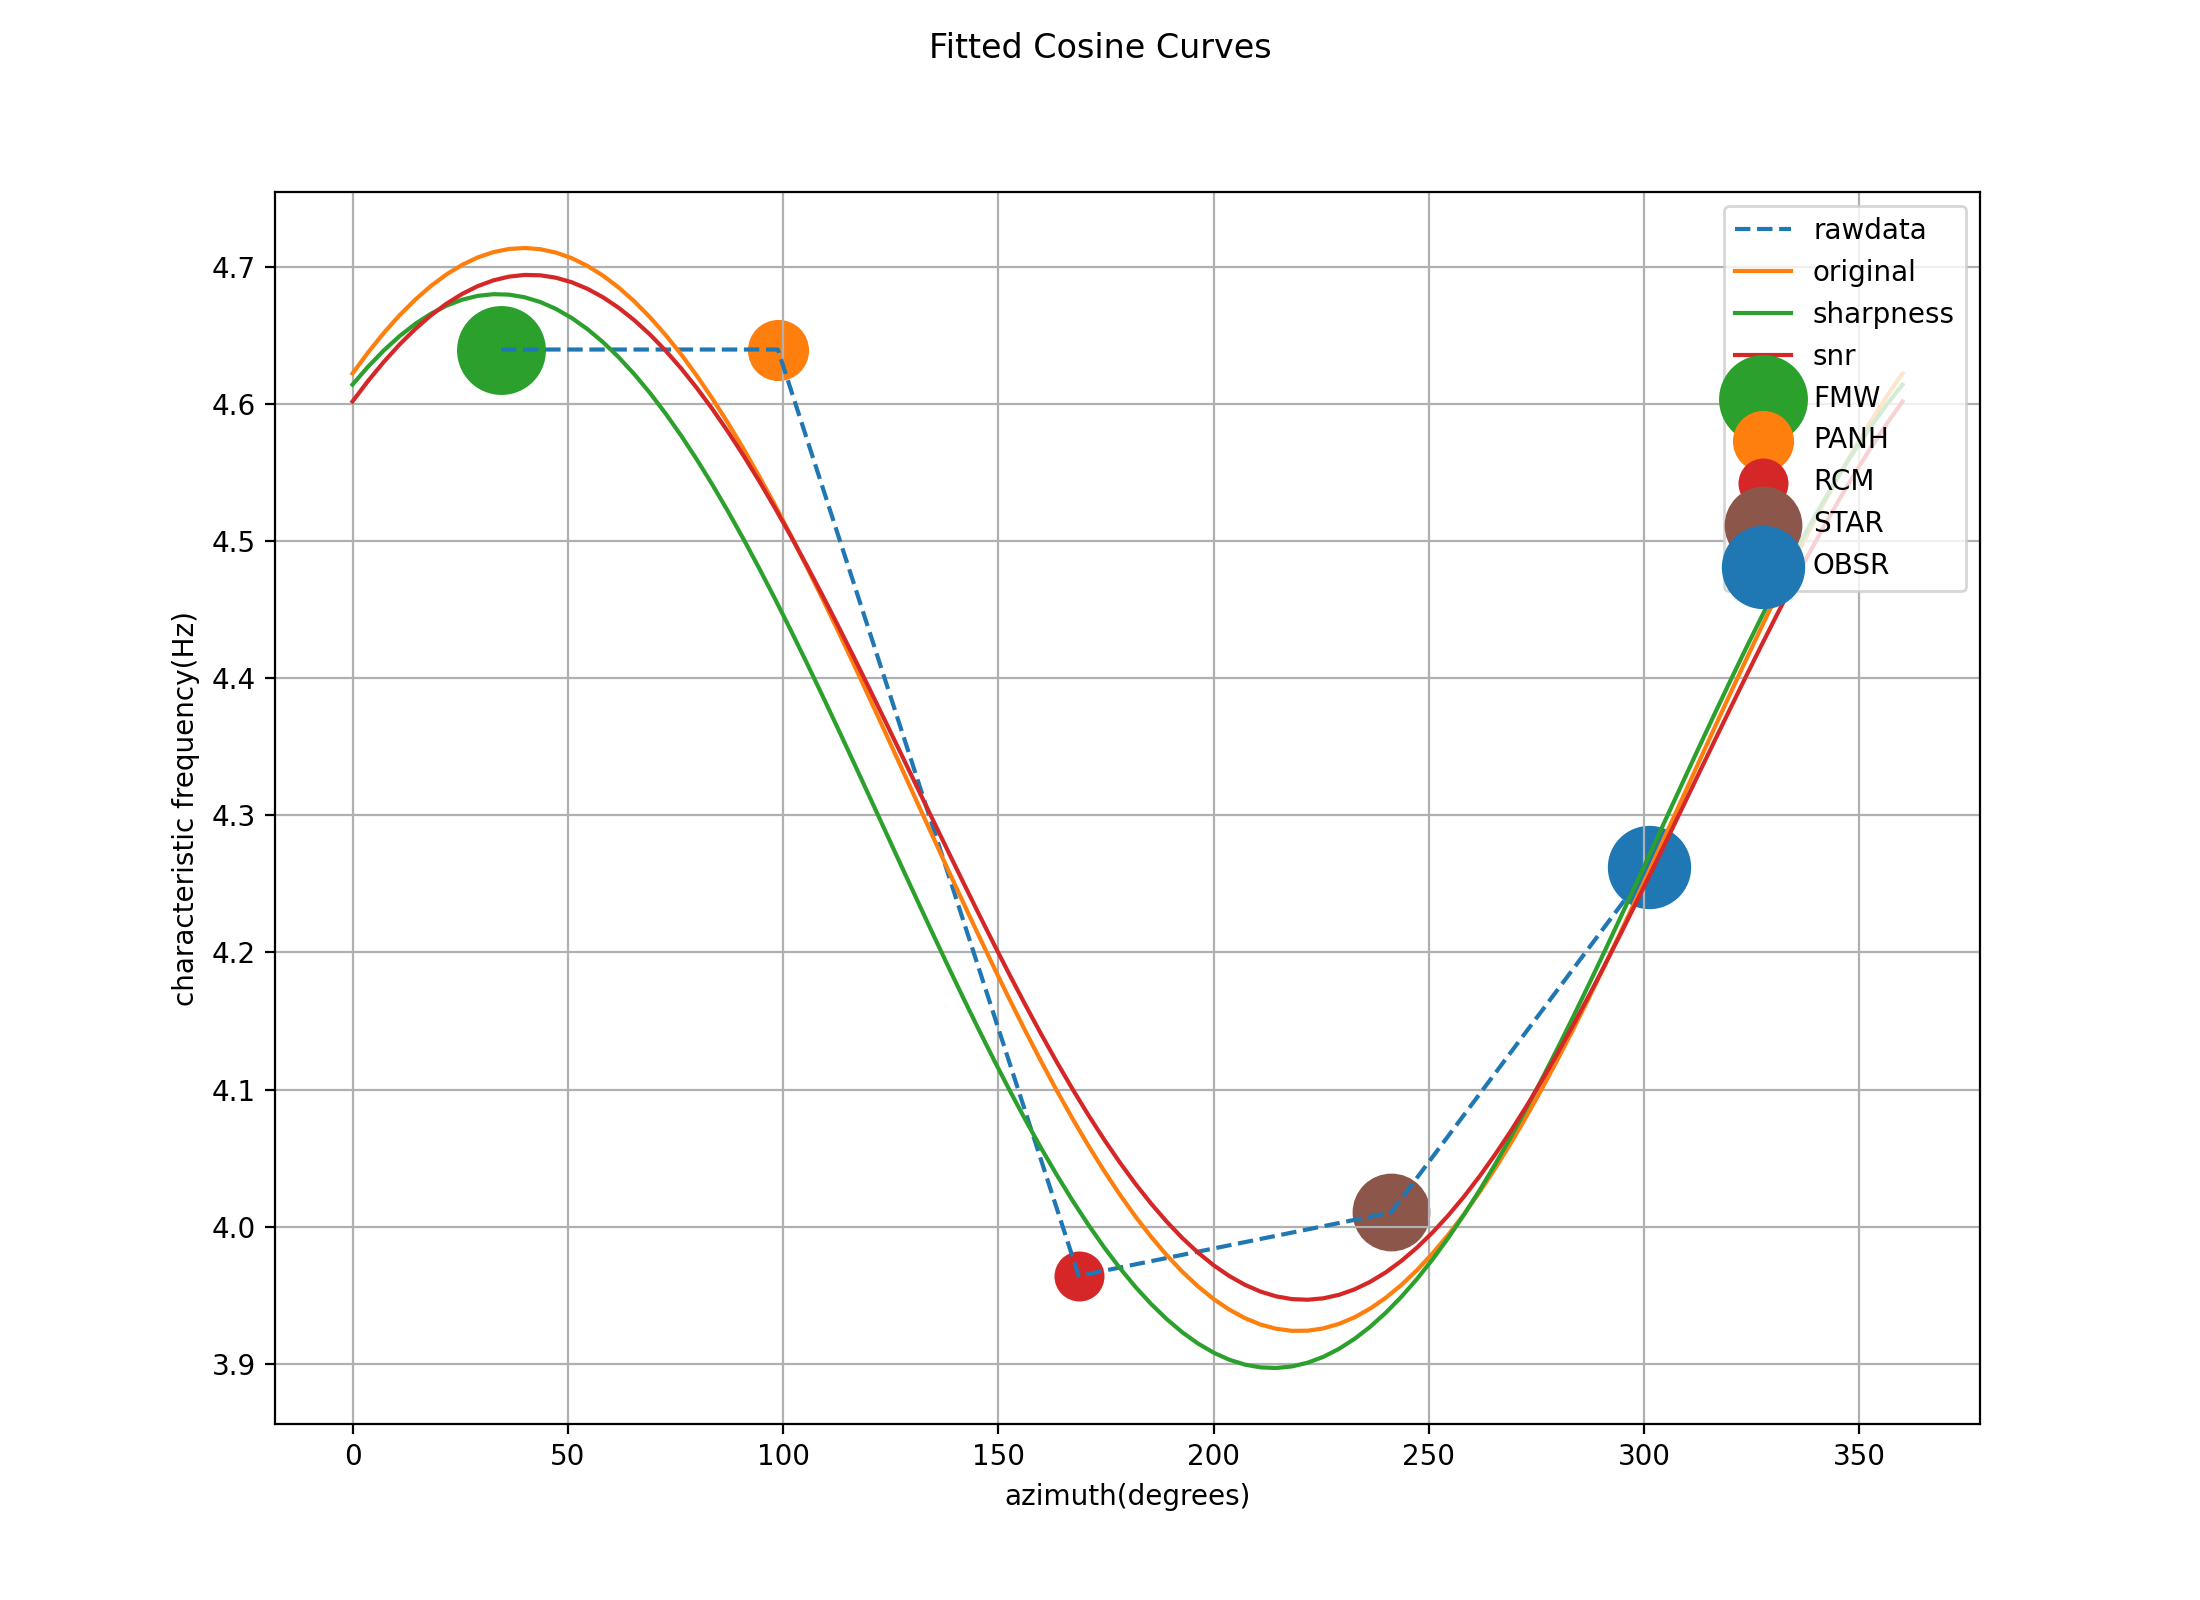 Fitted Cosine Curves
rawdata
original
sharpness
snr
FMW
PANH
RCM
STAR
OBSR
characteristic frequency(Hz)
4.7
4.6
4.5
4.4
4.3
4.2
4.1
4.0
3.9
0 50 100 150 200 250 300 350
azimuth(degrees)